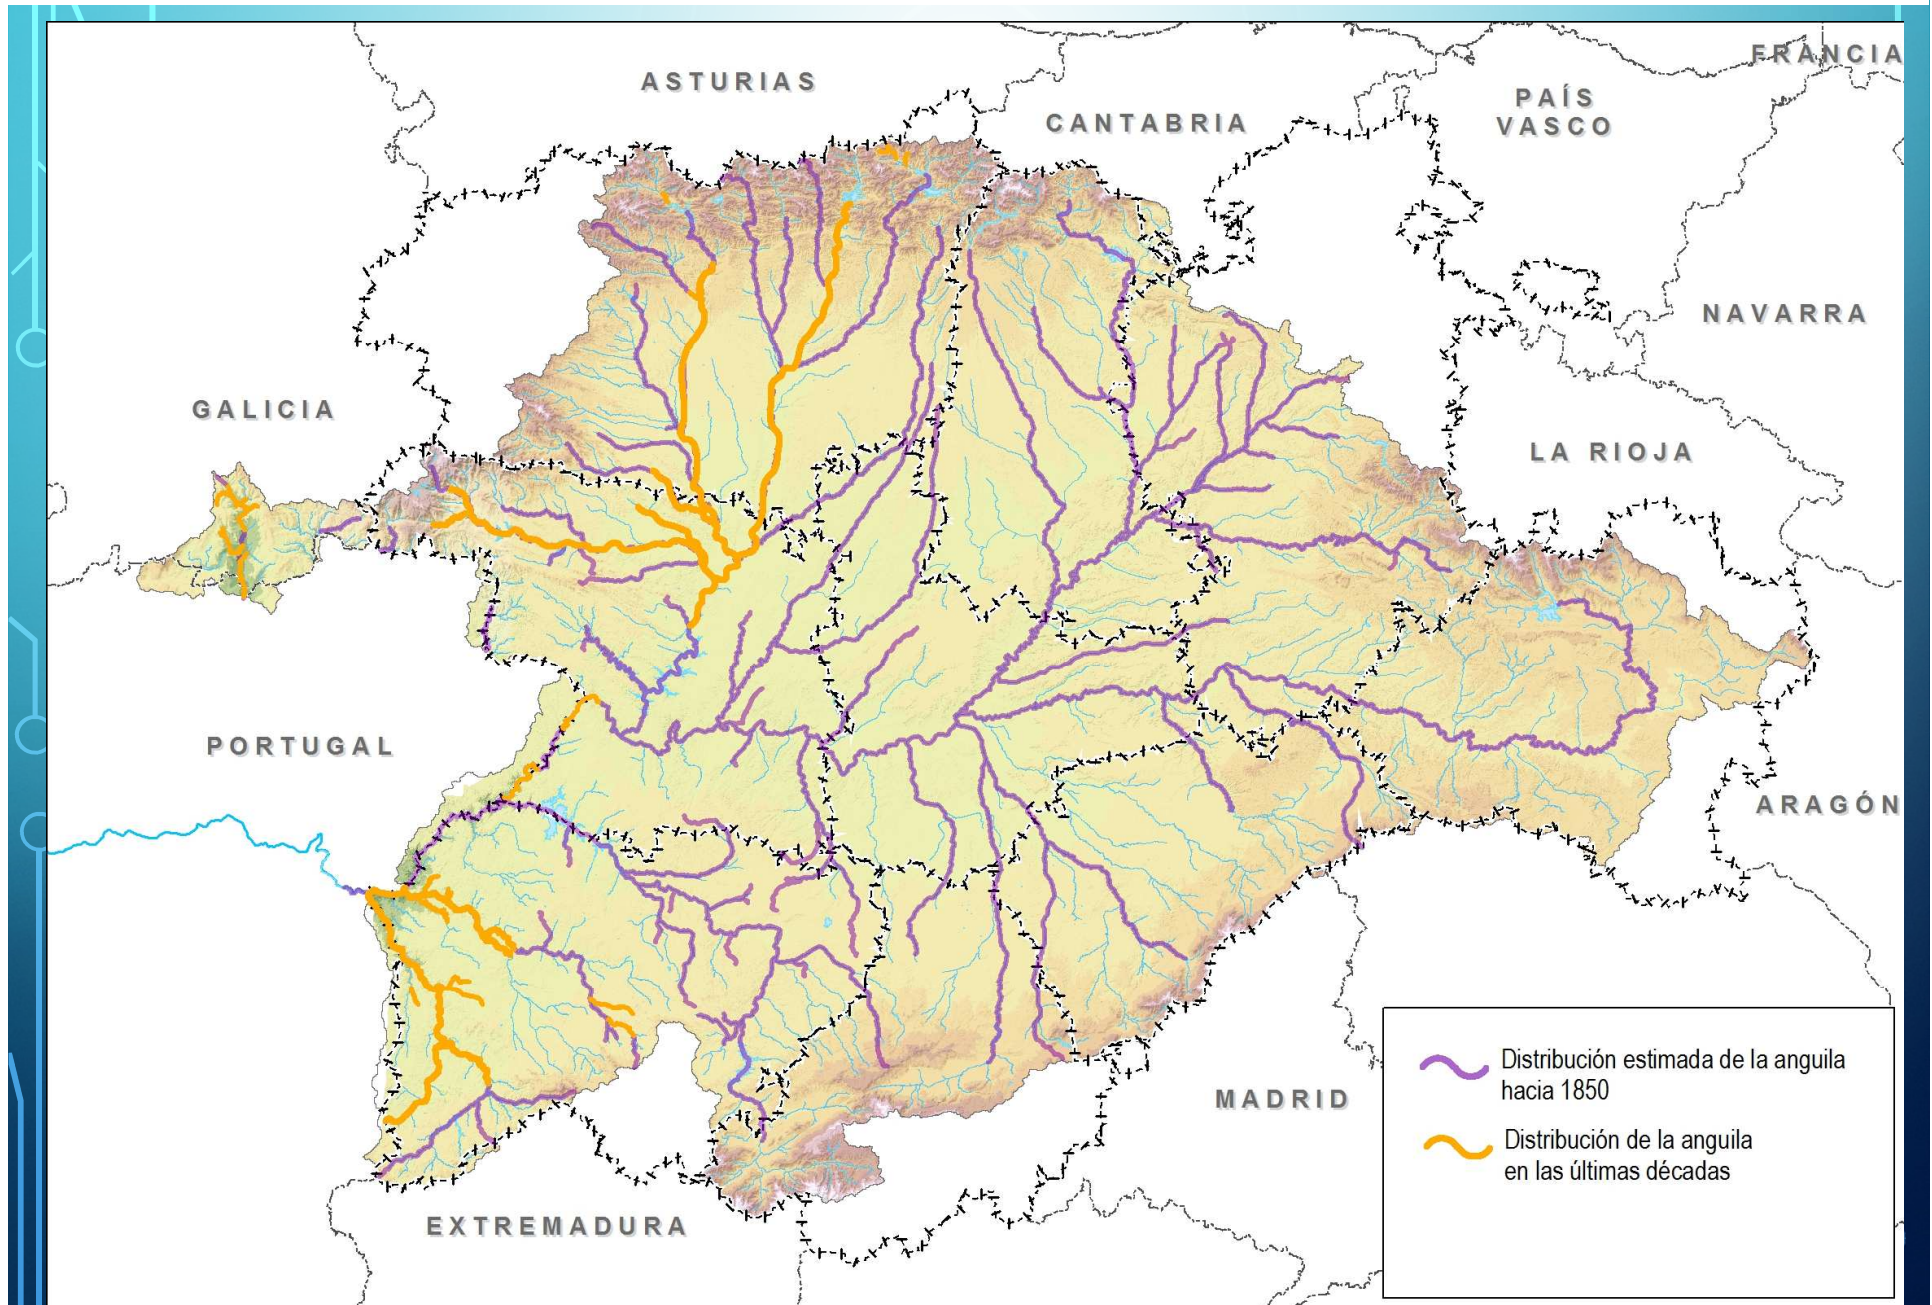 FRANCIA
ASTURIAS
PAÍS
VASCO
CANTABRIA
NAVARRA
GALICIA
LA RIOJA
PORTUGAL
ARAGÓN
MADRID
EXTREMADURA
Distribución estimada de la anguila
hacia 1850
Distribución de la anguila
en las últimas décadas